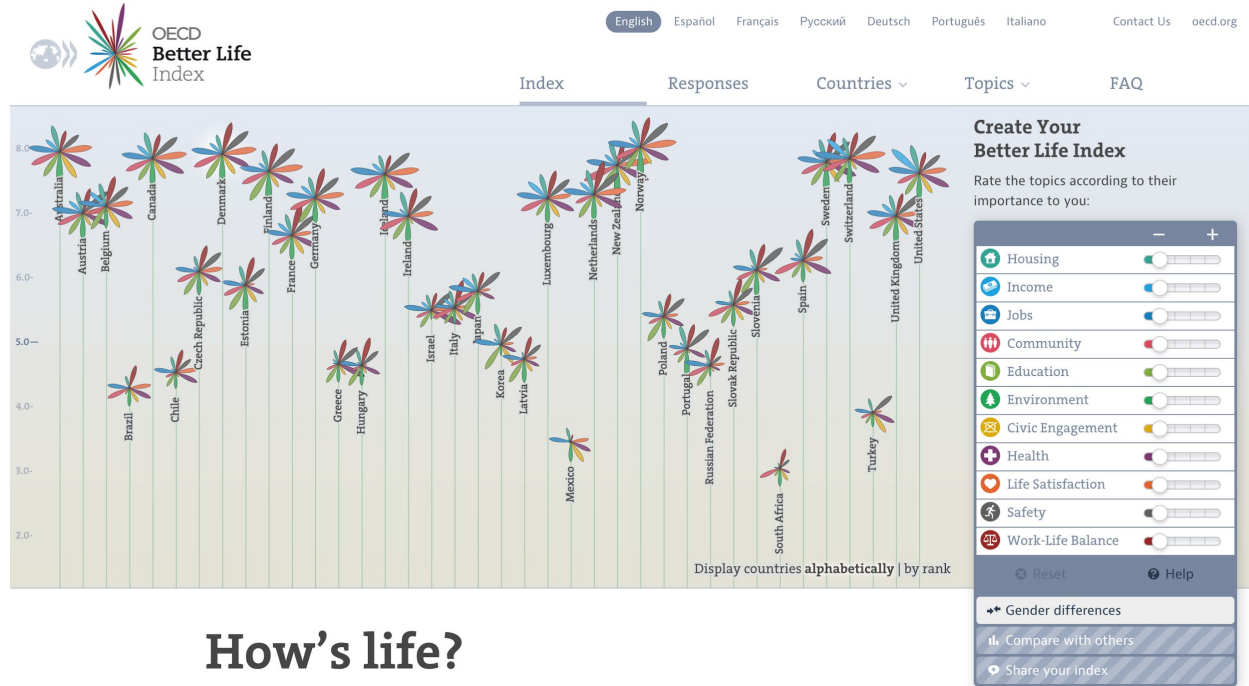 OECD
Better Life
Index
English Español Français Русский Deutsch Português Italiano Contact Us oecd.org
Index Responses Countries Topics FAQ
8.0
7.0-
6.0-
5.0—
4.0-
3.0-
2.0-
Australia
Austria
Belgium
Brazil
Canada
Chile
Czech Republic
Denmark
Estonia
Finland
France
Germany
Greece
Hungary
Iceland
Ireland
Israel
Italy
Japan
Korea
Latvia
Luxembourg
Mexico
Netherlands
New Zealand
Norway
Poland
Portugal
Russian Federation
Slovak Republic
Slovenia
South Africa
Spain
Sweden
Switzerland
Turkey
United Kingdom
United States
Display countries alphabetically | by rank
Create Your
Better Life Index
Rate the topics according to their
importance to you:
− +
Housing
Income
Jobs
Community
Education
Environment
Civic Engagement
Health
Life Satisfaction
Safety
Work-Life Balance
Reset Help
Gender differences
Compare with others
Share your index
How's life?